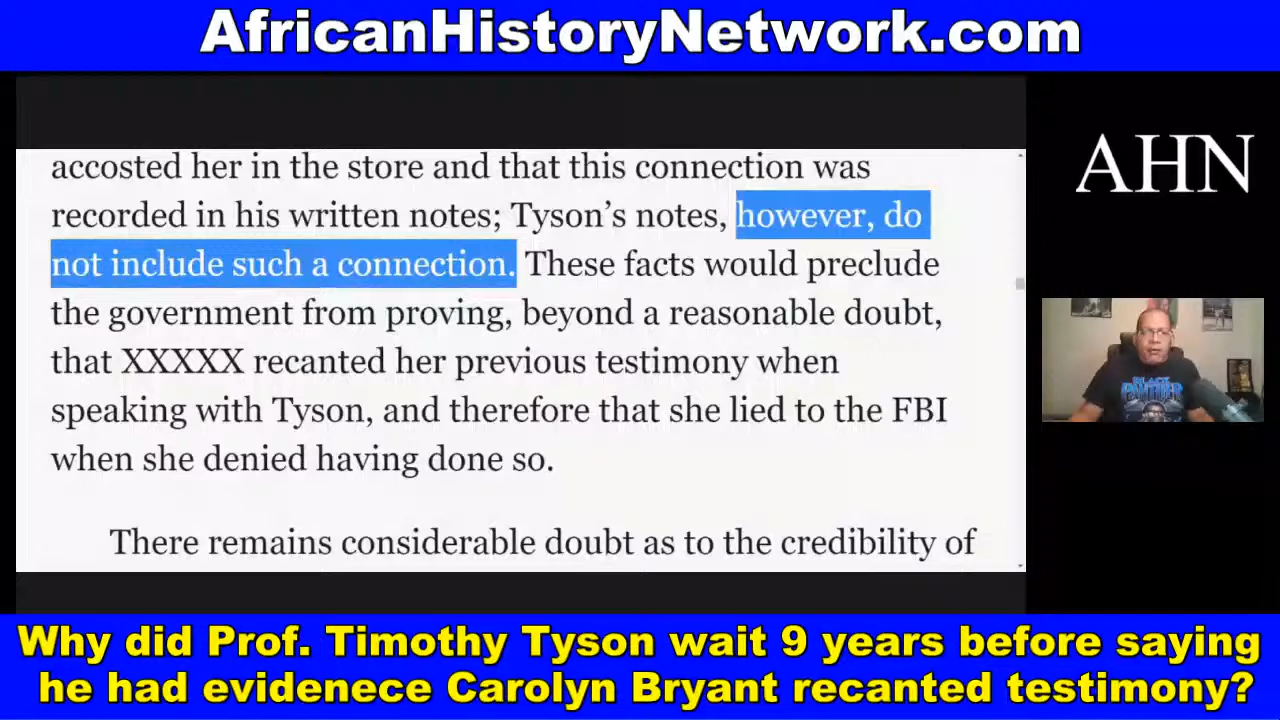 AfricanHistoryNetwork.com
accosted her in the store and that this connection was
recorded in his written notes; Tyson's notes, however, do
not include such a connection. These facts would preclude
the government from proving, beyond a reasonable doubt,
that XXXXX recanted her previous testimony when
speaking with Tyson, and therefore that she lied to the FBI
when she denied having done so.
There remains considerable doubt as to the credibility of
AHN
BLACK
PANTHER
Why did Prof. Timothy Tyson wait 9 years before saying
he had evidenece Carolyn Bryant recanted testimony?